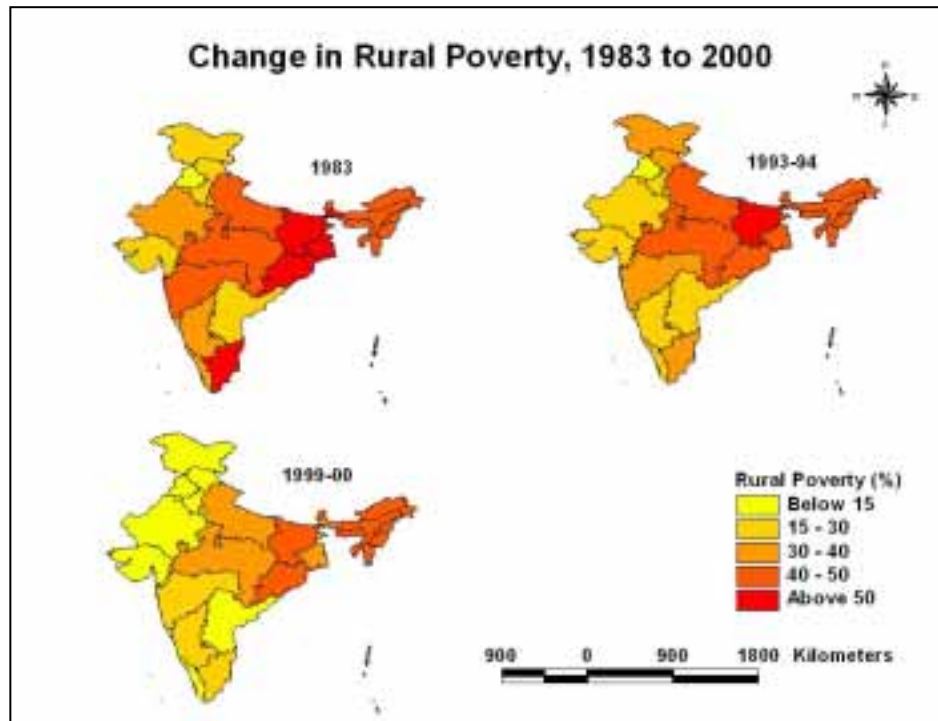 Change in Rural Poverty, 1983 to 2000
1983
1993-94
1999-00
Rural Poverty (%)
Below 15
15 - 30
30 - 40
40 - 50
Above 50
900 0 900 1800 Kilometers